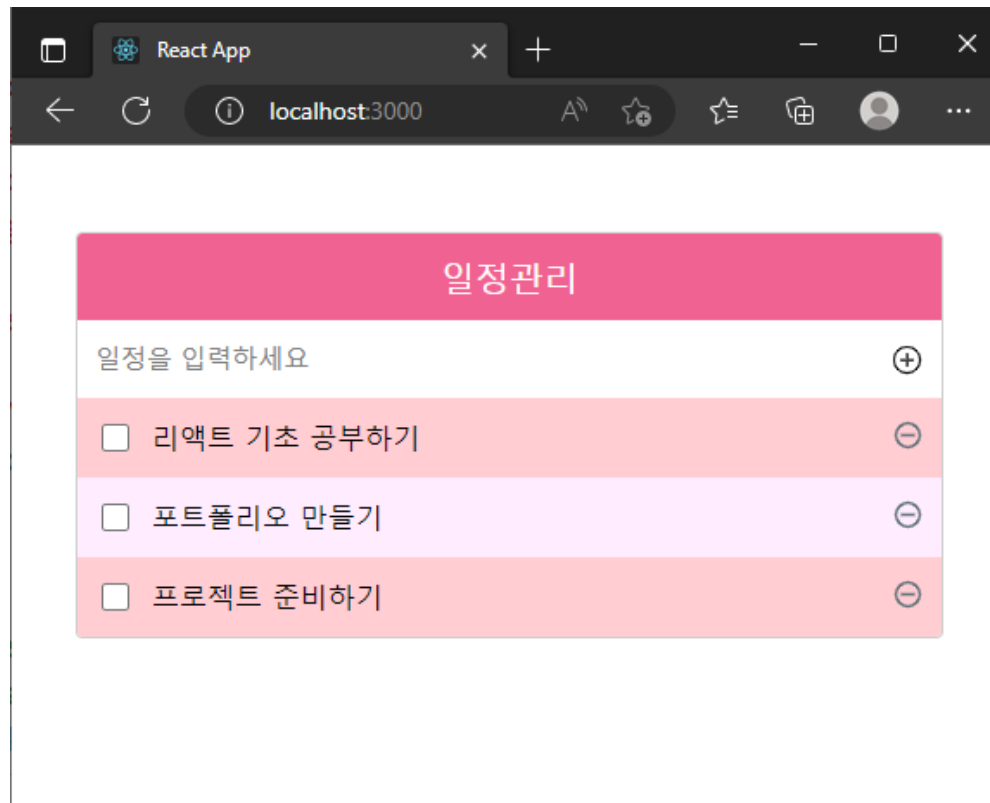 React App
localhost:3000
일정관리
일정을 입력하세요
리액트 기초 공부하기
포트폴리오 만들기
프로젝트 준비하기